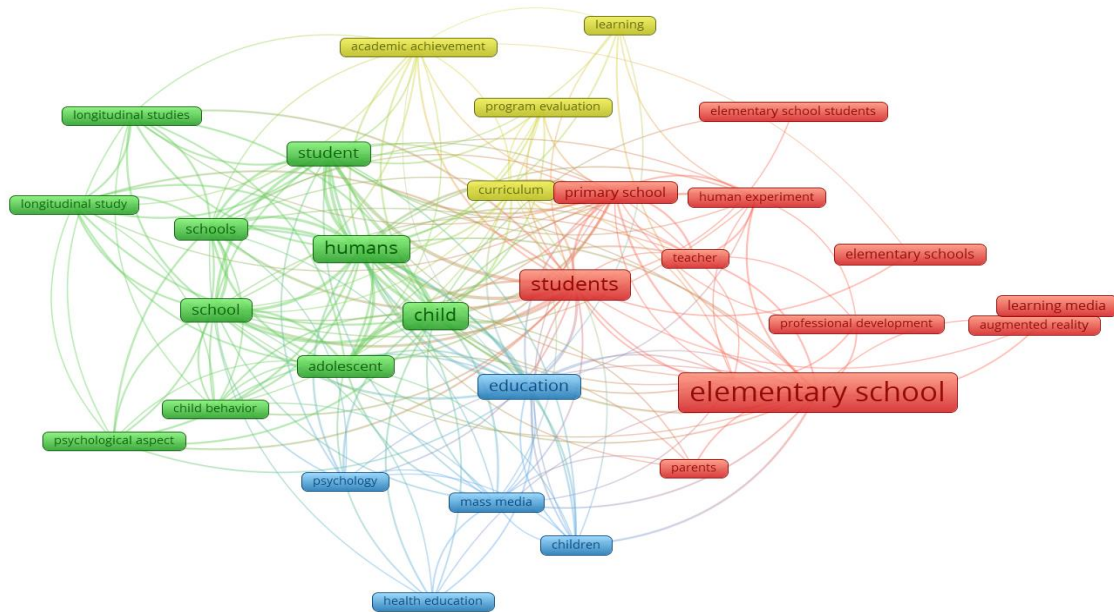 learning
academic achievement
program evaluation
elementary school students
longitudinal studies
student
curriculum
primary school
human experiment
longitudinal study
schools
humans
teacher
elementary schools
students
school
child
learning media
professional development
augmented reality
adolescent
education
elementary school
child behavior
psychological aspect
parents
psychology
mass media
children
health education